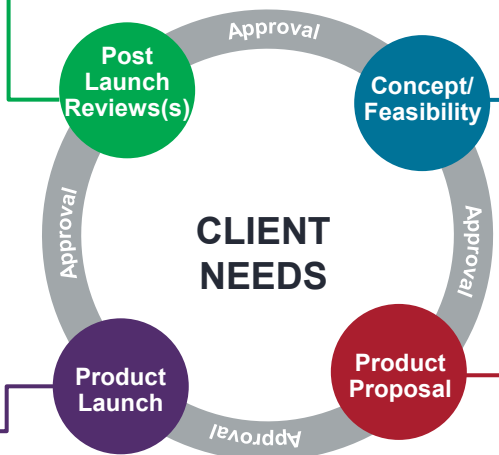 Approval
Post
Launch
Reviews(s)
Concept/
Feasibility
Approval
CLIENT
NEEDS
Approval
Product
Launch
Product
Proposal
Approval